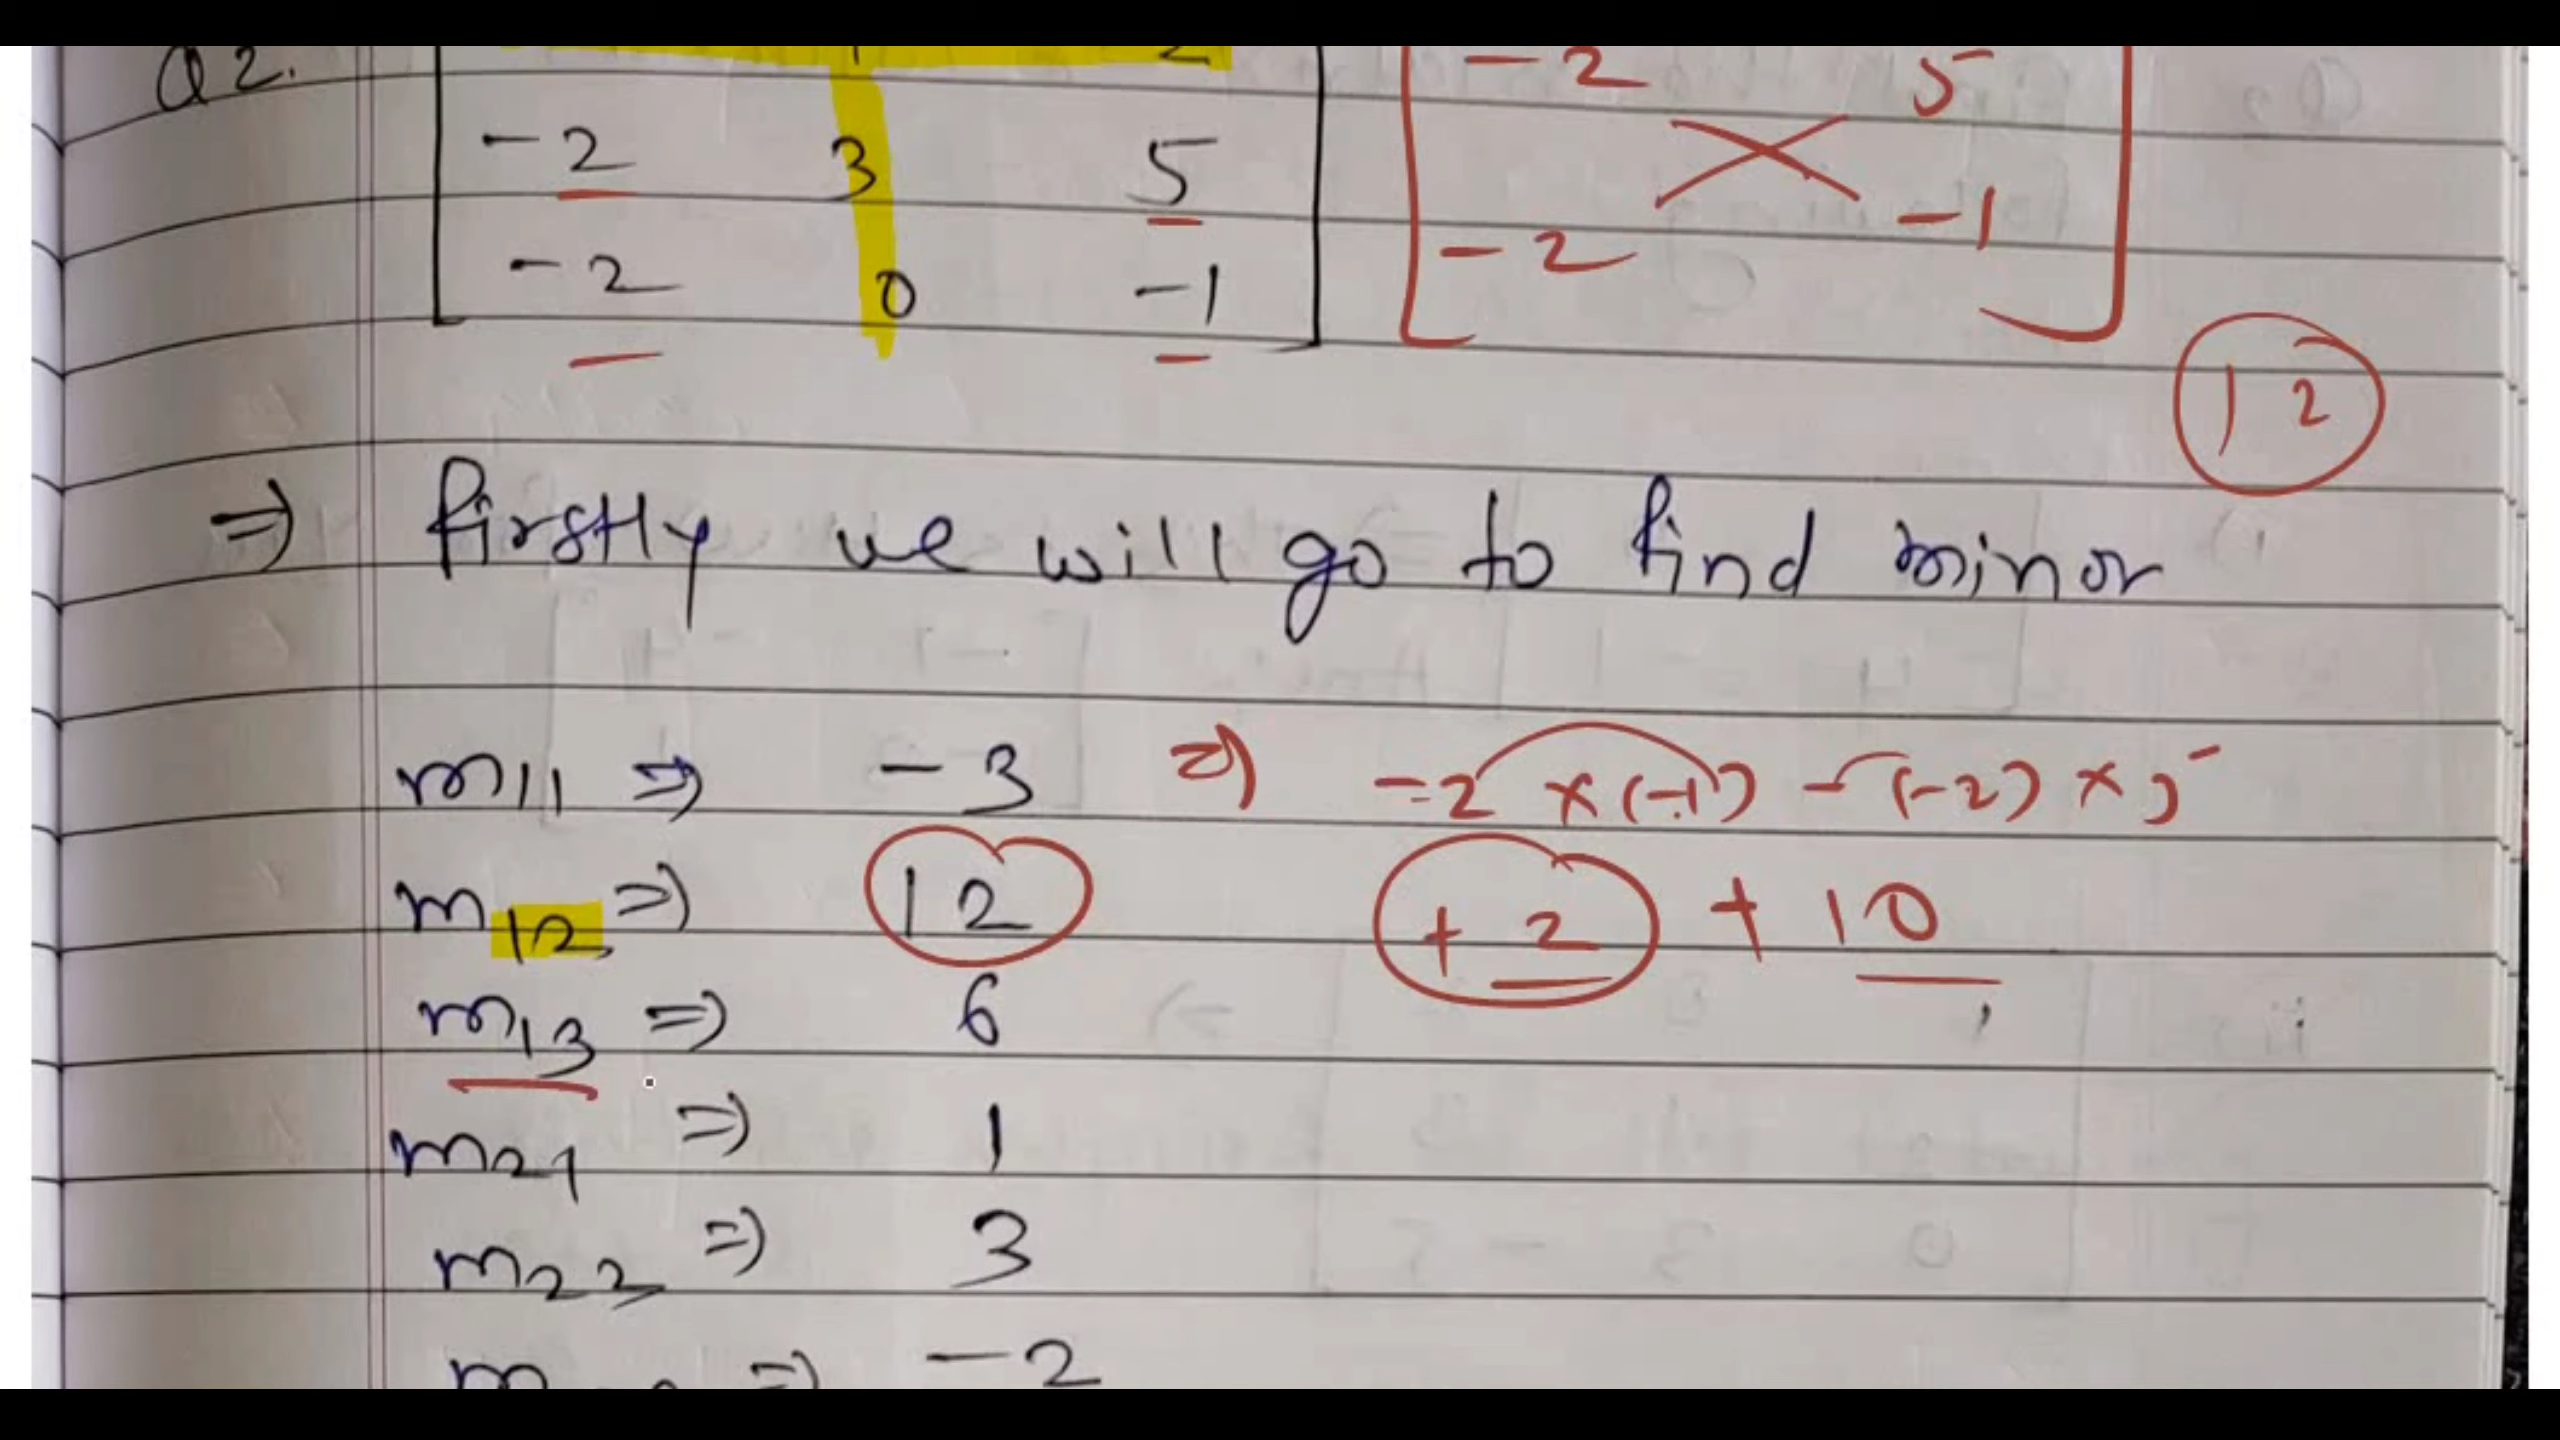 Q2.
-2 3 5
-2 0 -1
-2 5
-2 -1
12
⇒ firstly we will go to find minor
m11 ⇒ -3 ⇒ -2 × (-1) - (-2) × 5
m12 ⇒ 12 +2 + 10
m13 ⇒ 6
m21 ⇒ 1
m22 ⇒ 3
⇒ -2